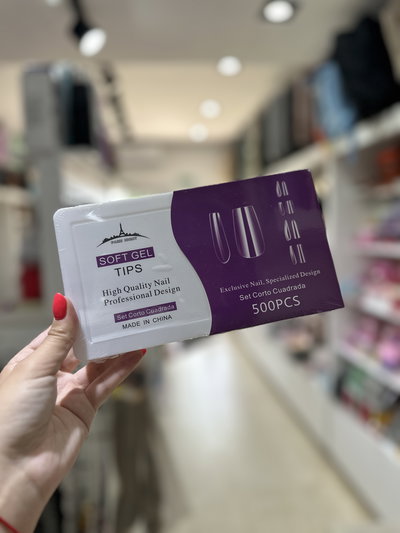 SOFT GEL
TIPS
High Quality Nail
Professional Design
Set Corto Cuadrada
MADE IN CHINA
Exclusive Nail, Specialized Design
Set Corto Cuadrada
500PCS